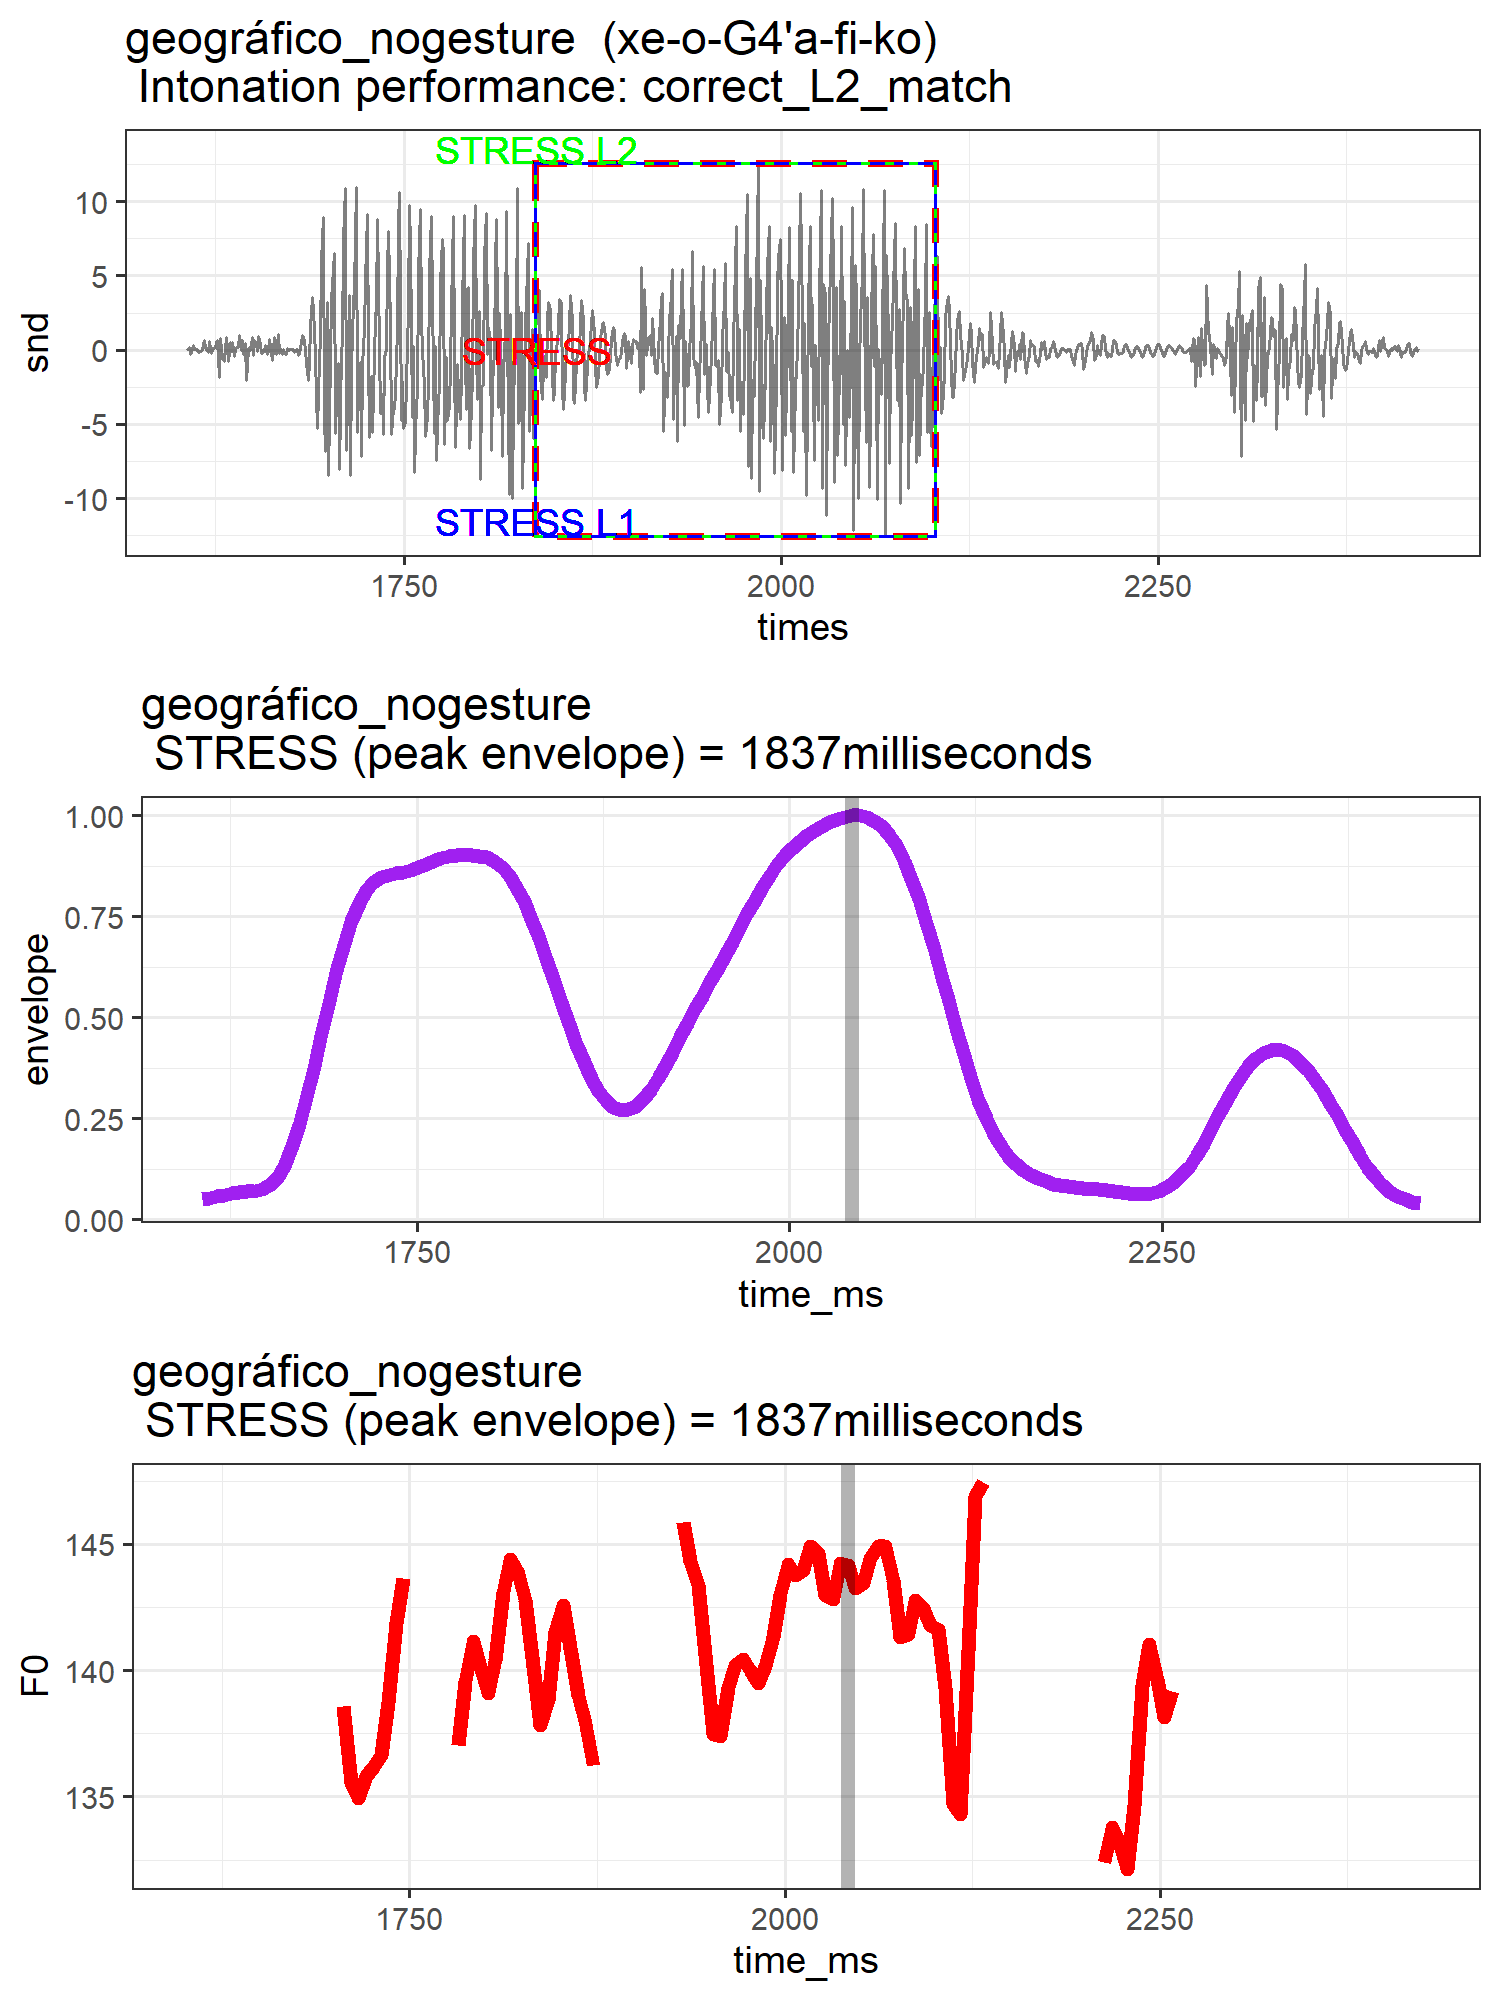 geográfico_nogesture  (xe-o-G4'a-fi-ko)
Intonation performance: correct_L2_match
STRESS L2
STRESS
STRESS L1
snd
10
5
0
-5
-10
1750 2000 2250
times
geográfico_nogesture
STRESS (peak envelope) = 1837milliseconds
envelope
1.00
0.75
0.50
0.25
0.00
1750 2000 2250
time_ms
geográfico_nogesture
STRESS (peak envelope) = 1837milliseconds
F0
145
140
135
1750 2000 2250
time_ms